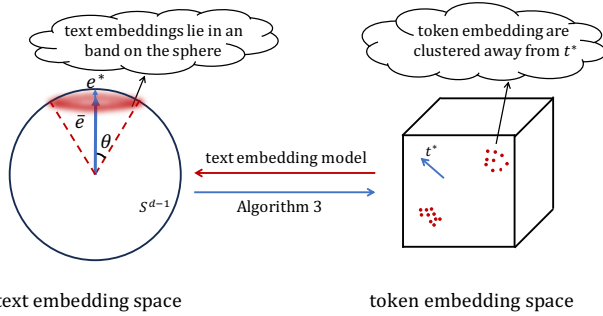 text embeddings lie in an
band on the sphere
token embedding are
clustered away from t*
e*
ē
θ
t*
text embedding model
S^{d−1}
Algorithm 3
text embedding space
token embedding space